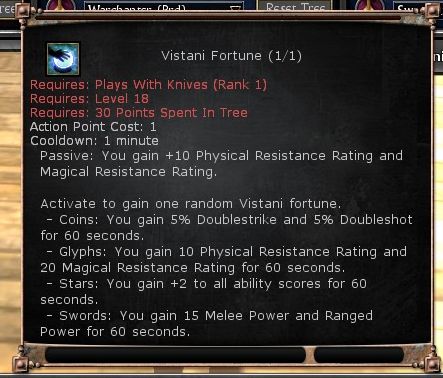 Warchanter (Brd)
Reset Tree
Vistani Fortune (1/1)
Requires: Plays With Knives (Rank 1)
Requires: Level 18
Requires: 30 Points Spent In Tree
Action Point Cost: 1
Cooldown: 1 minute
Passive: You gain +10 Physical Resistance Rating and
Magical Resistance Rating.
Activate to gain one random Vistani fortune.
- Coins: You gain 5% Doublestrike and 5% Doubleshot
for 60 seconds.
- Glyphs: You gain 10 Physical Resistance Rating and
20 Magical Resistance Rating for 60 seconds.
- Stars: You gain +2 to all ability scores for 60
seconds.
- Swords: You gain 15 Melee Power and Ranged
Power for 60 seconds.